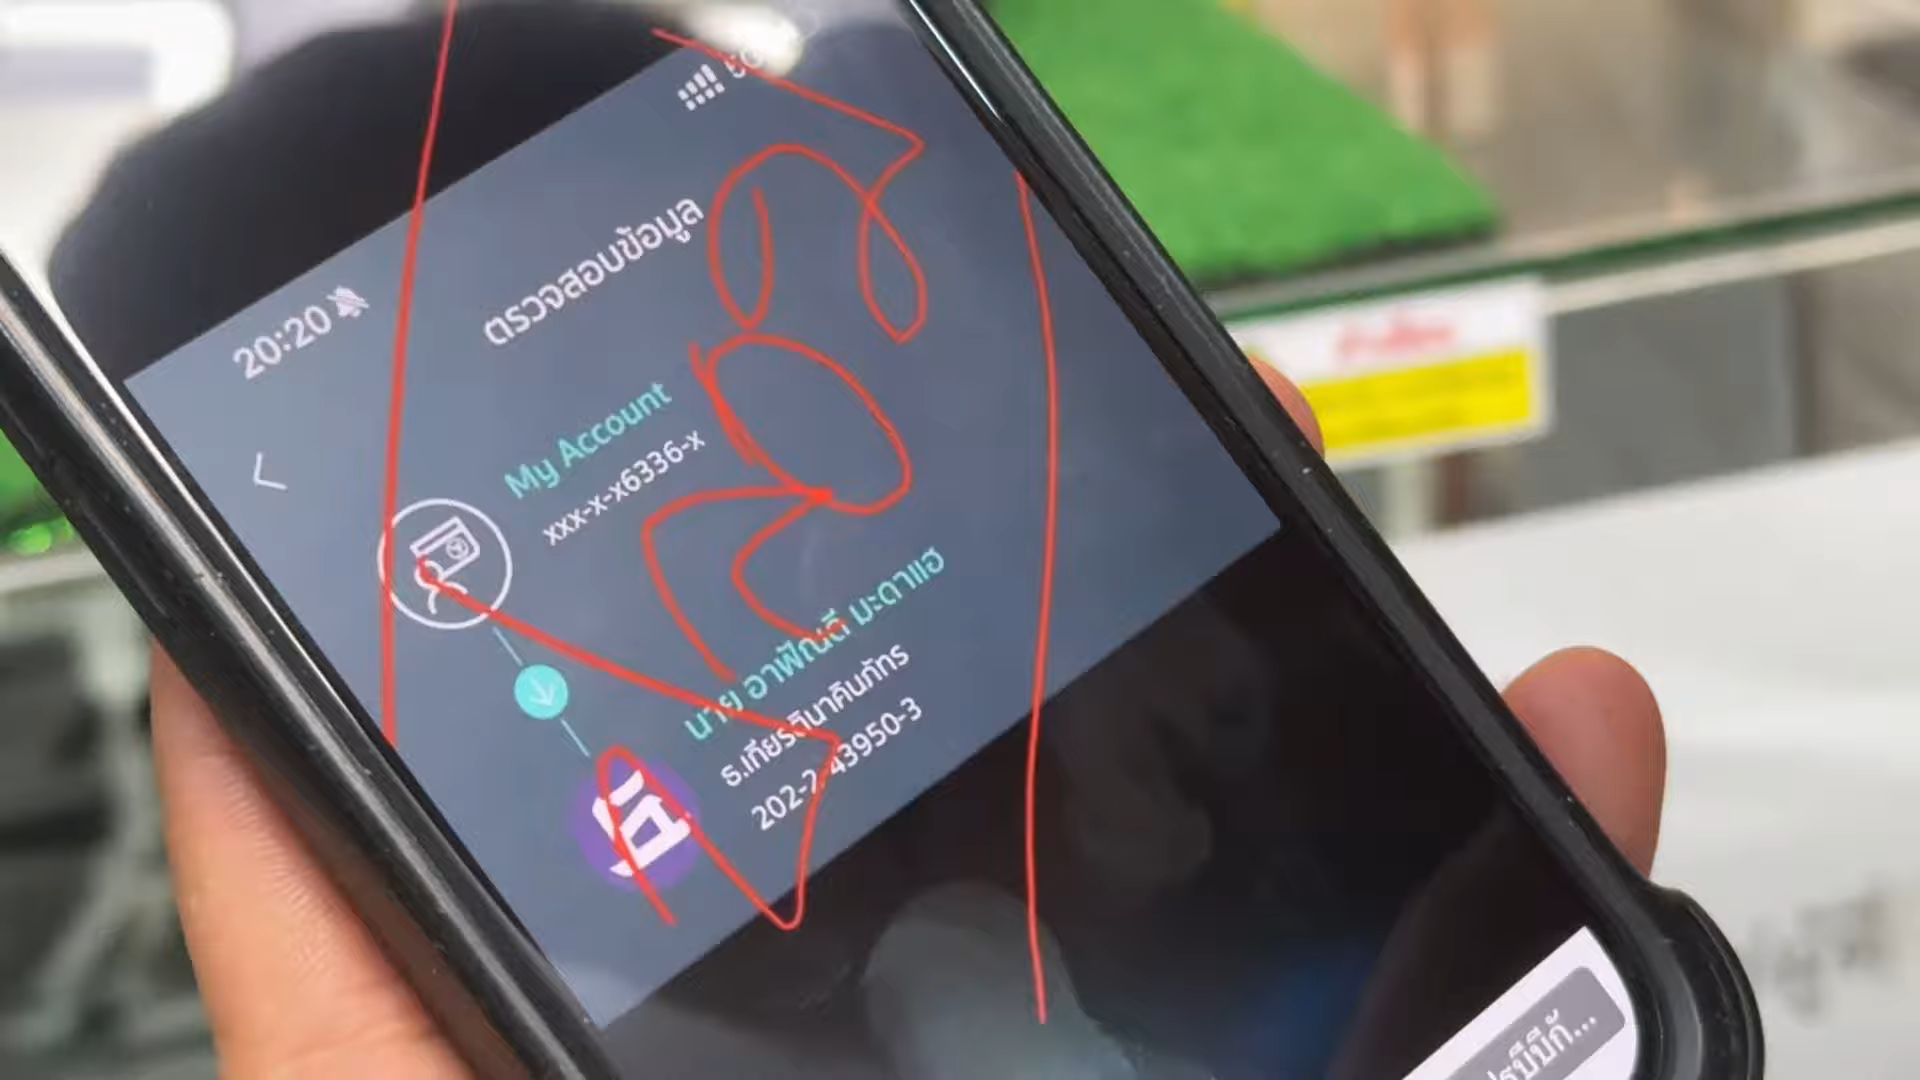 20:20
ตรวจสอบข้อมูล
My Account
xxx-x-x6336-x
นาย อาฟัณดี มะดาแฮ
ธ.เกียรตินาคินภัทร
202-2-43950-3